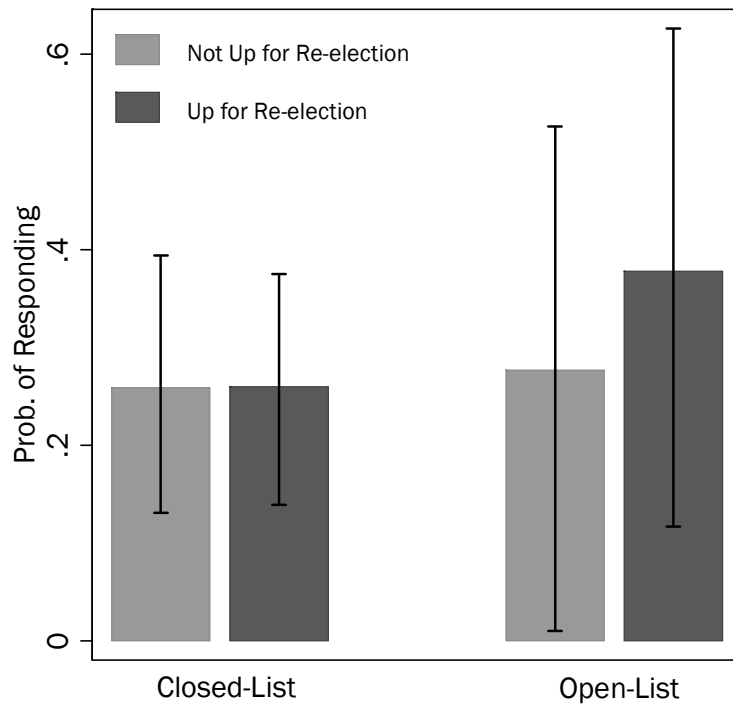 Not Up for Re-election
Up for Re-election
Prob. of Responding
.6
.4
.2
0
Closed-List
Open-List